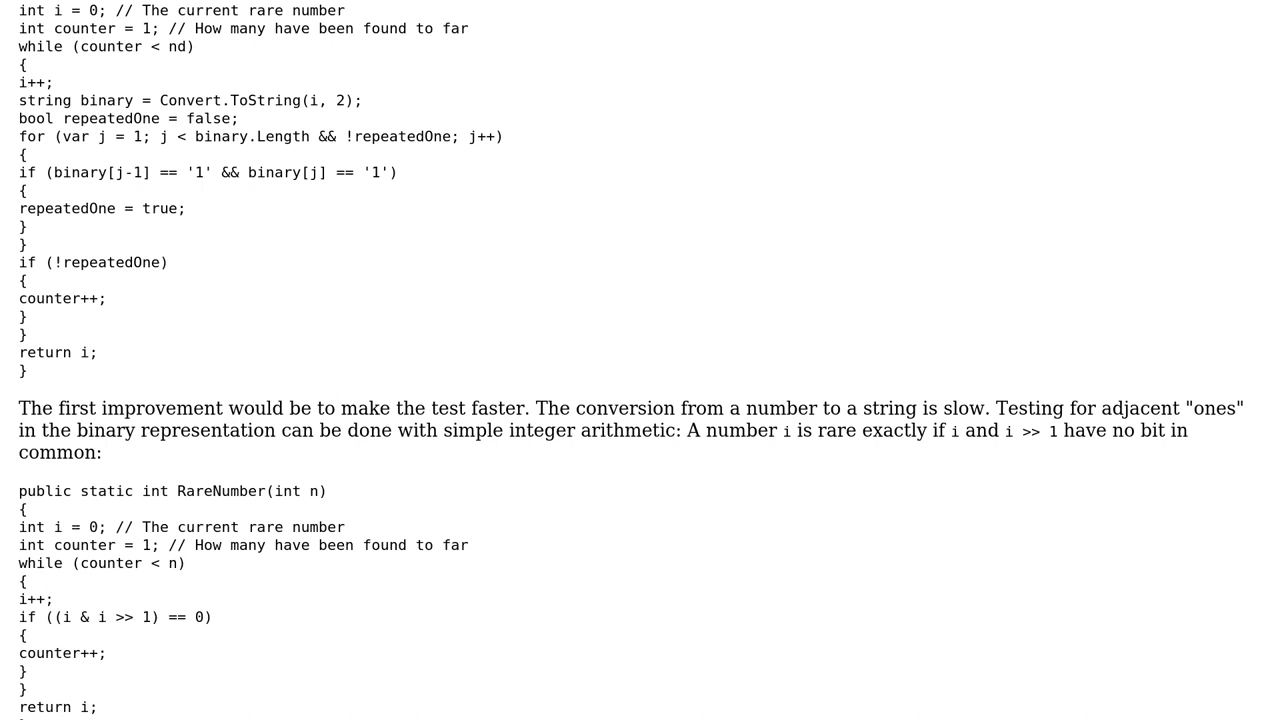 int i = 0; // The current rare number
int counter = 1; // How many have been found to far
while (counter < nd)
{
i++;
string binary = Convert.ToString(i, 2);
bool repeatedOne = false;
for (var j = 1; j < binary.Length && !repeatedOne; j++)
{
if (binary[j-1] == '1' && binary[j] == '1')
{
repeatedOne = true;
}
}
if (!repeatedOne)
{
counter++;
}
}
return i;
}
The first improvement would be to make the test faster. The conversion from a number to a string is slow. Testing for adjacent "ones"
in the binary representation can be done with simple integer arithmetic: A number i is rare exactly if i and i >> 1 have no bit in
common:
public static int RareNumber(int n)
{
int i = 0; // The current rare number
int counter = 1; // How many have been found to far
while (counter < n)
{
i++;
if ((i & i >> 1) == 0)
{
counter++;
}
}
return i;